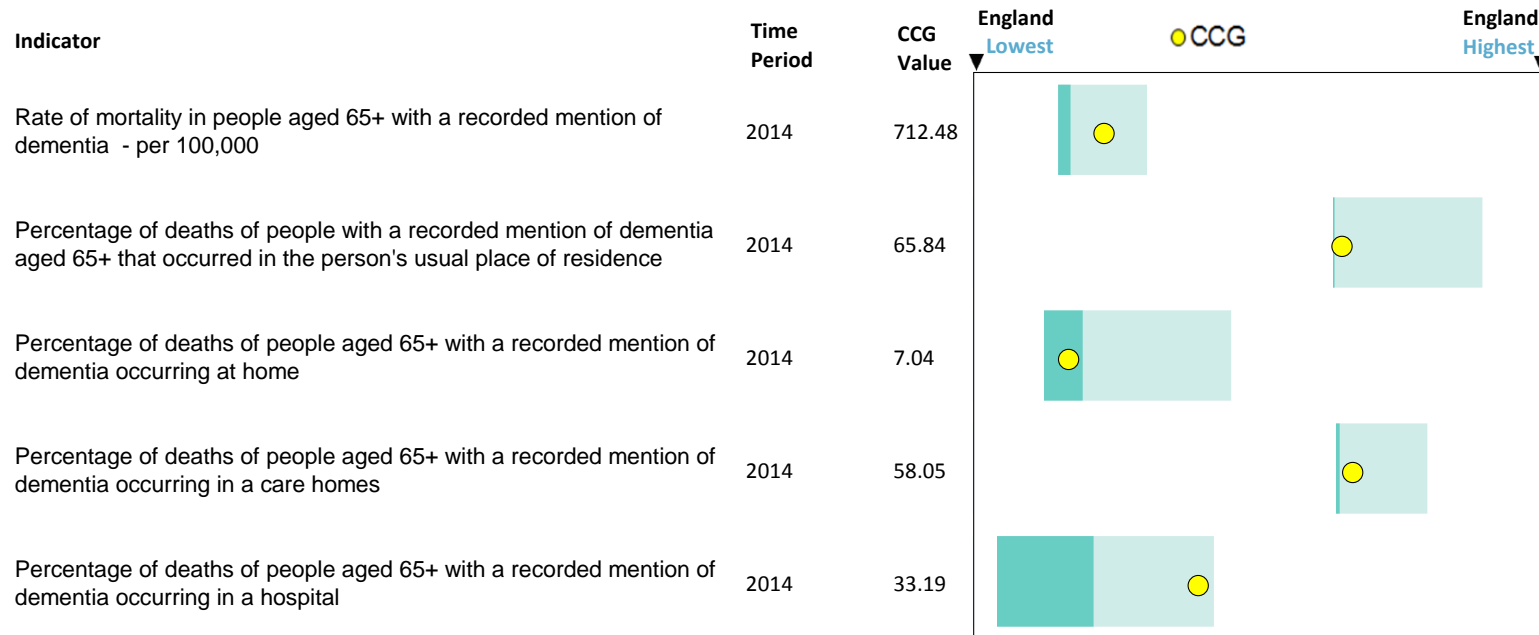 Indicator
Time
Period
CCG
Value
England
Lowest
CCG
England
Highest
Rate of mortality in people aged 65+ with a recorded mention of
dementia - per 100,000
2014
712.48
Percentage of deaths of people with a recorded mention of dementia
aged 65+ that occurred in the person's usual place of residence
2014
65.84
Percentage of deaths of people aged 65+ with a recorded mention of
dementia occurring at home
2014
7.04
Percentage of deaths of people aged 65+ with a recorded mention of
dementia occurring in a care homes
2014
58.05
Percentage of deaths of people aged 65+ with a recorded mention of
dementia occurring in a hospital
2014
33.19